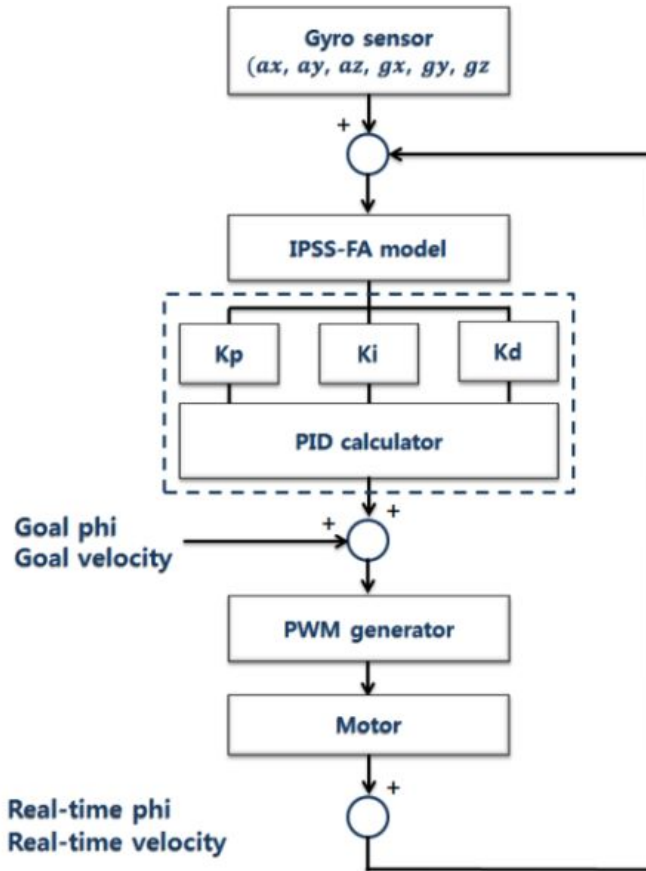 Gyro sensor
(ax, ay, az, gx, gy, gz
+
IPSS-FA model
Kp Ki Kd
PID calculator
+ +
Goal phi
Goal velocity
PWM generator
Motor
+
Real-time phi
Real-time velocity